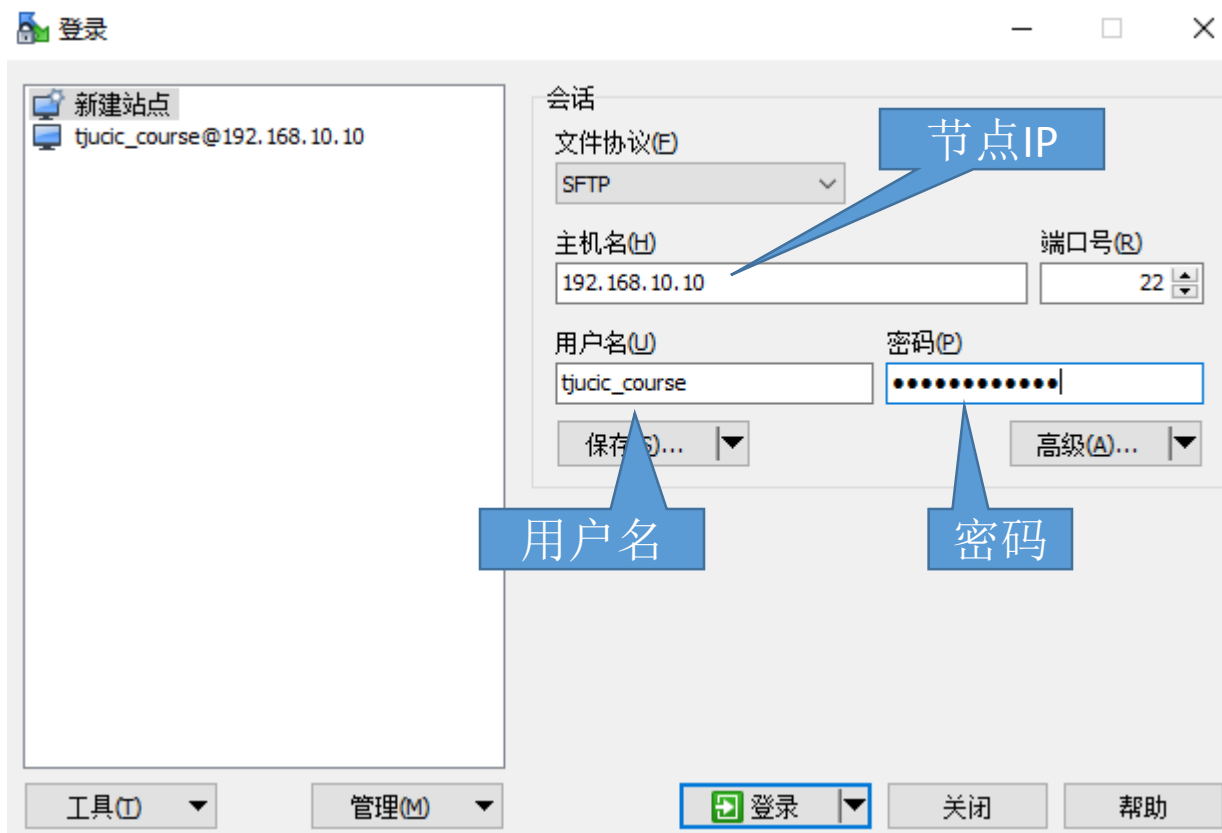 登录
新建站点
tjucic_course@192.168.10.10
会话
文件协议(F)
节点IP
SFTP
主机名(H)
端口号(R)
192.168.10.10
22
用户名(U)
密码(P)
tjucic_course
●●●●●●●●●●●●
保存(S)...
高级(A)...
用户名
密码
工具(T)
管理(M)
登录
关闭
帮助